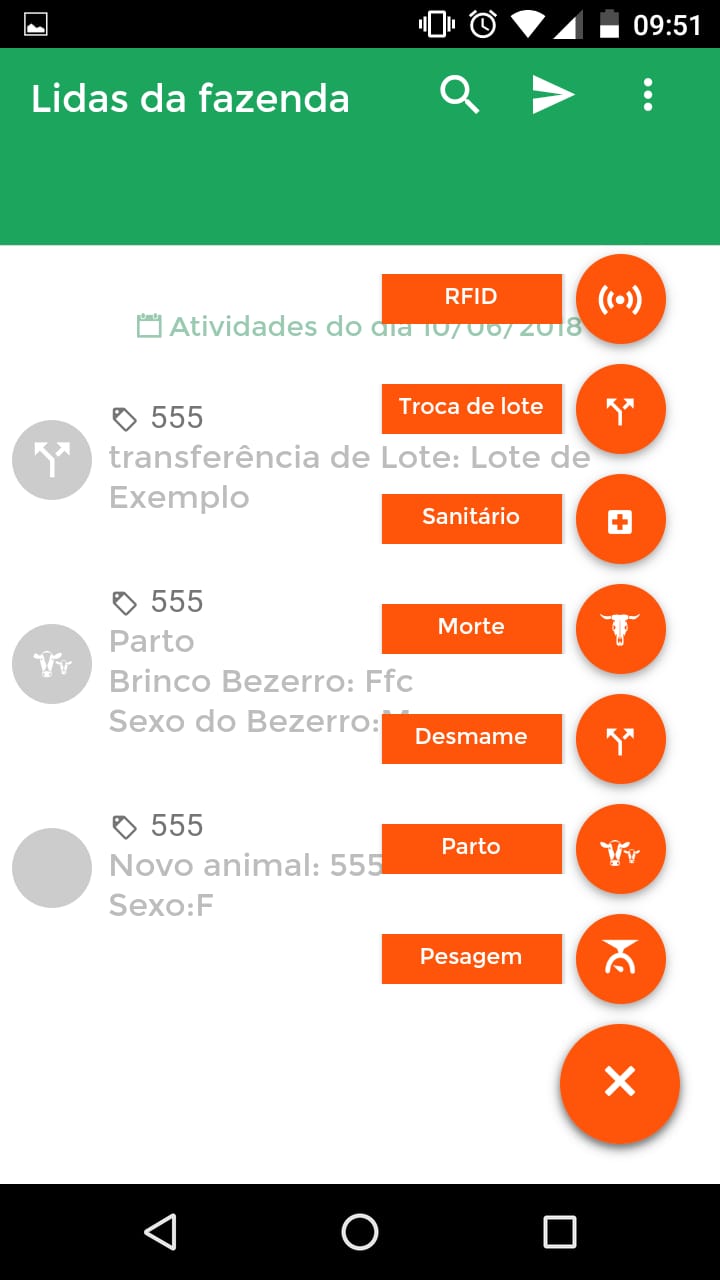 09:51
Lidas da fazenda
RFID
Atividades do dia 10/06/2018
Troca de lote
555
transferência de Lote: Lote de
Exemplo
Sanitário
555
Morte
Parto
Brinco Bezerro: Ffc
Sexo do Bezerro:M
Desmame
555
Parto
Novo animal: 555
Sexo:F
Pesagem